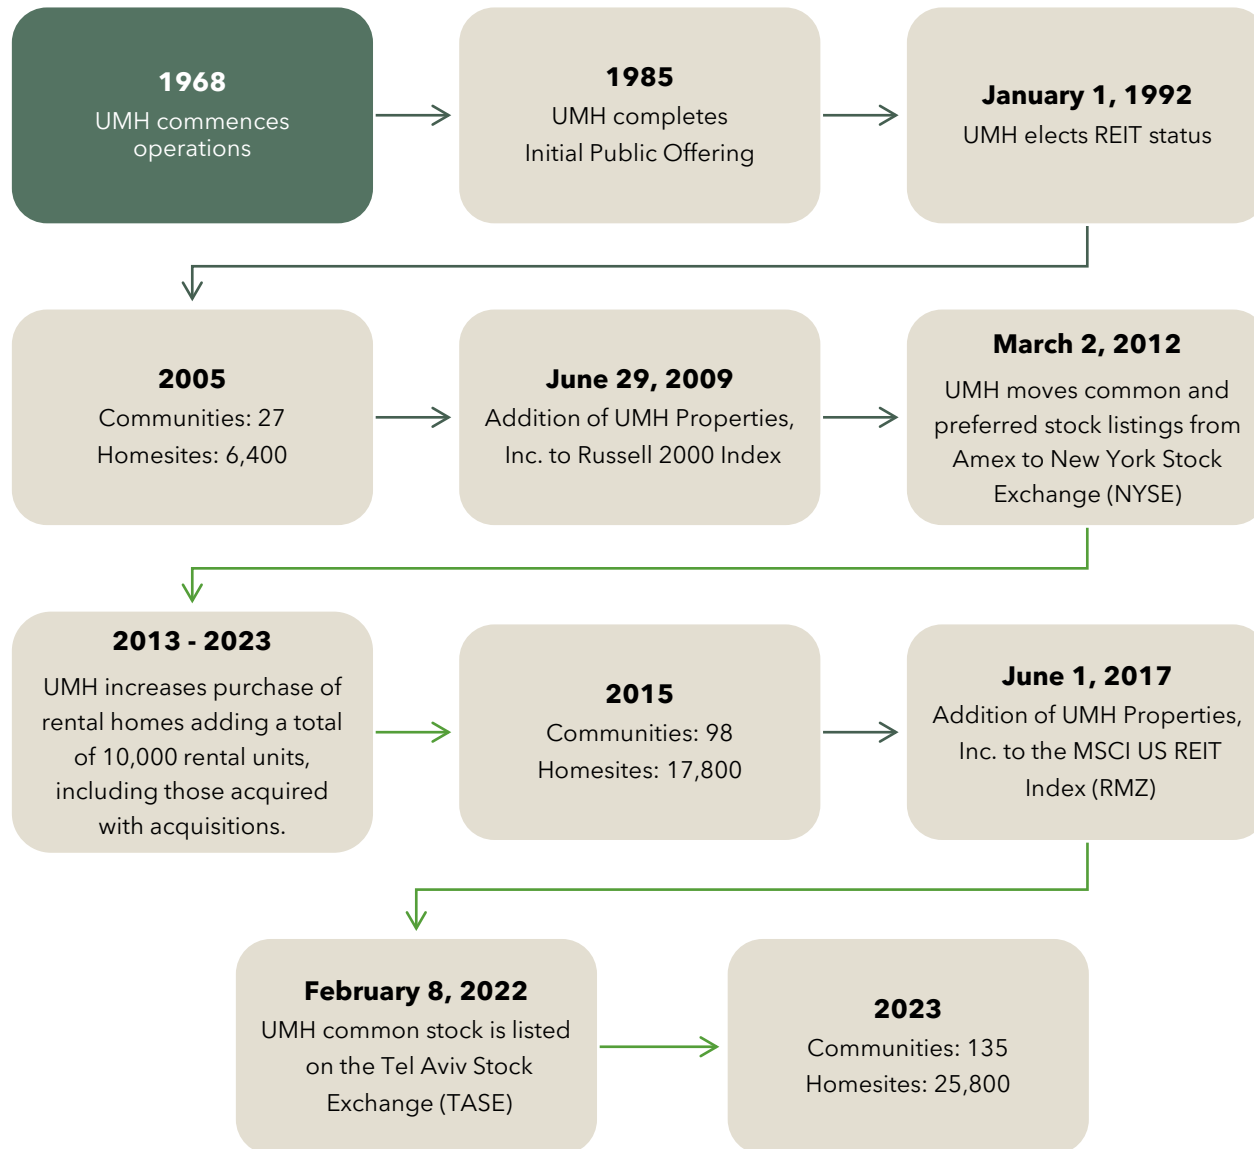 1968
UMH commences
operations
1985
UMH completes
Initial Public Offering
January 1, 1992
UMH elects REIT status
2005
Communities: 27
Homesites: 6,400
June 29, 2009
Addition of UMH Properties,
Inc. to Russell 2000 Index
March 2, 2012
UMH moves common and
preferred stock listings from
Amex to New York Stock
Exchange (NYSE)
2013 - 2023
UMH increases purchase of
rental homes adding a total
of 10,000 rental units,
including those acquired
with acquisitions.
2015
Communities: 98
Homesites: 17,800
June 1, 2017
Addition of UMH Properties,
Inc. to the MSCI US REIT
Index (RMZ)
February 8, 2022
UMH common stock is listed
on the Tel Aviv Stock
Exchange (TASE)
2023
Communities: 135
Homesites: 25,800